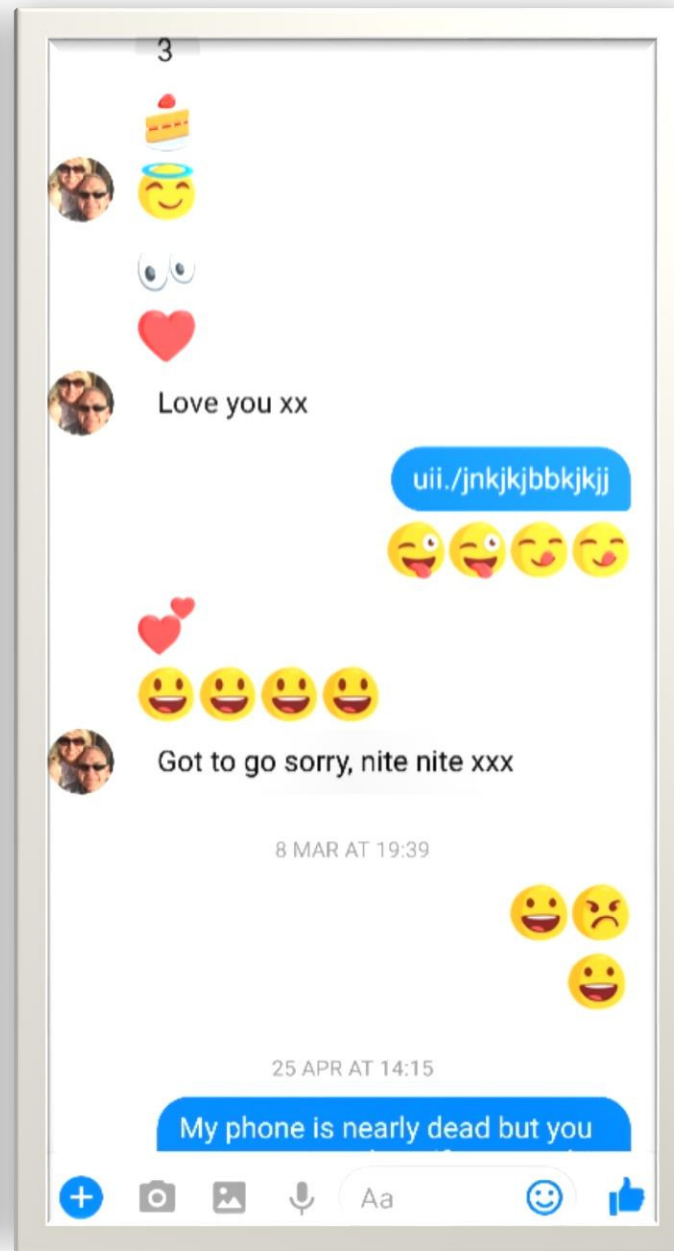 3
Love you xx
uii./jnkjkjbbkjkjj
Got to go sorry, nite nite xxx
8 MAR AT 19:39
25 APR AT 14:15
My phone is nearly dead but you
Aa